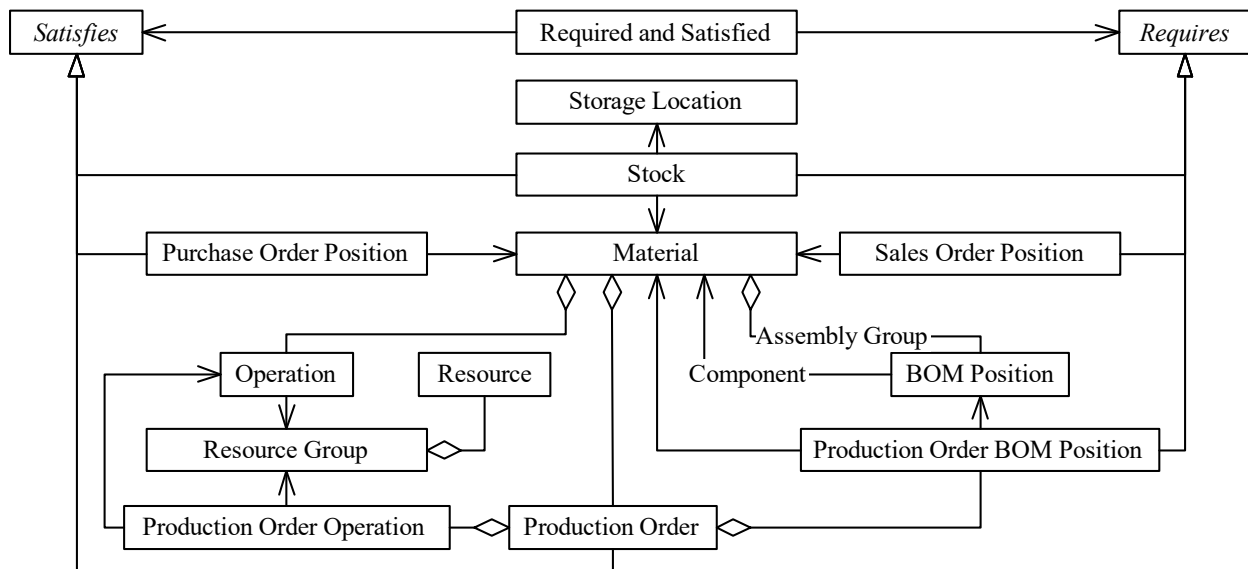 Satisfies
Required and Satisfied
Requires
Storage Location
Stock
Purchase Order Position
Material
Sales Order Position
Assembly Group
Operation
Resource
Component
BOM Position
Resource Group
Production Order BOM Position
Production Order Operation
Production Order